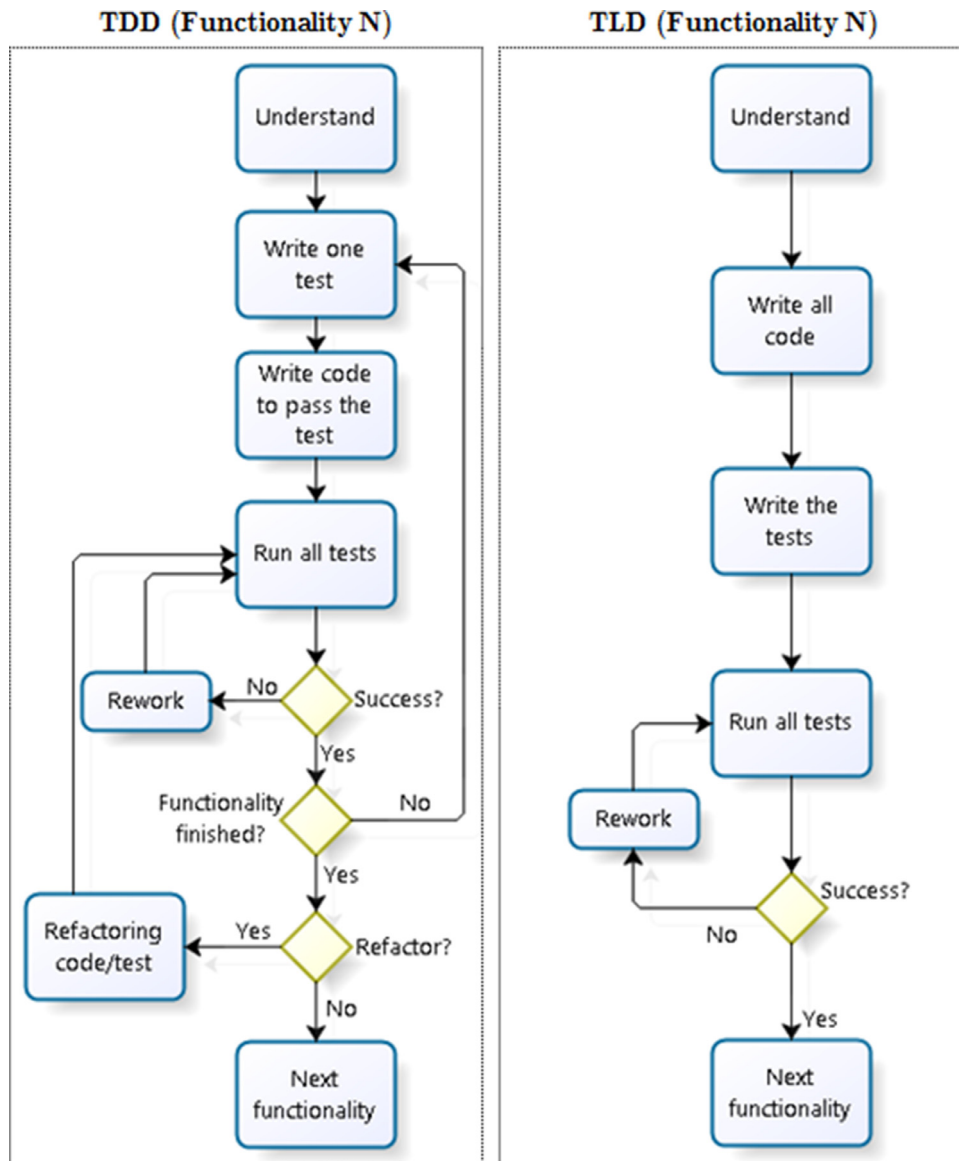 TDD (Functionality N)
Understand
Write one
test
Write code
to pass the
test
Run all tests
Rework
No
Success?
Yes
Functionality
finished?
No
Yes
Refactoring
code/test
Yes
Refactor?
No
Next
functionality
TLD (Functionality N)
Understand
Write all
code
Write the
tests
Run all tests
Rework
Success?
No
Yes
Next
functionality